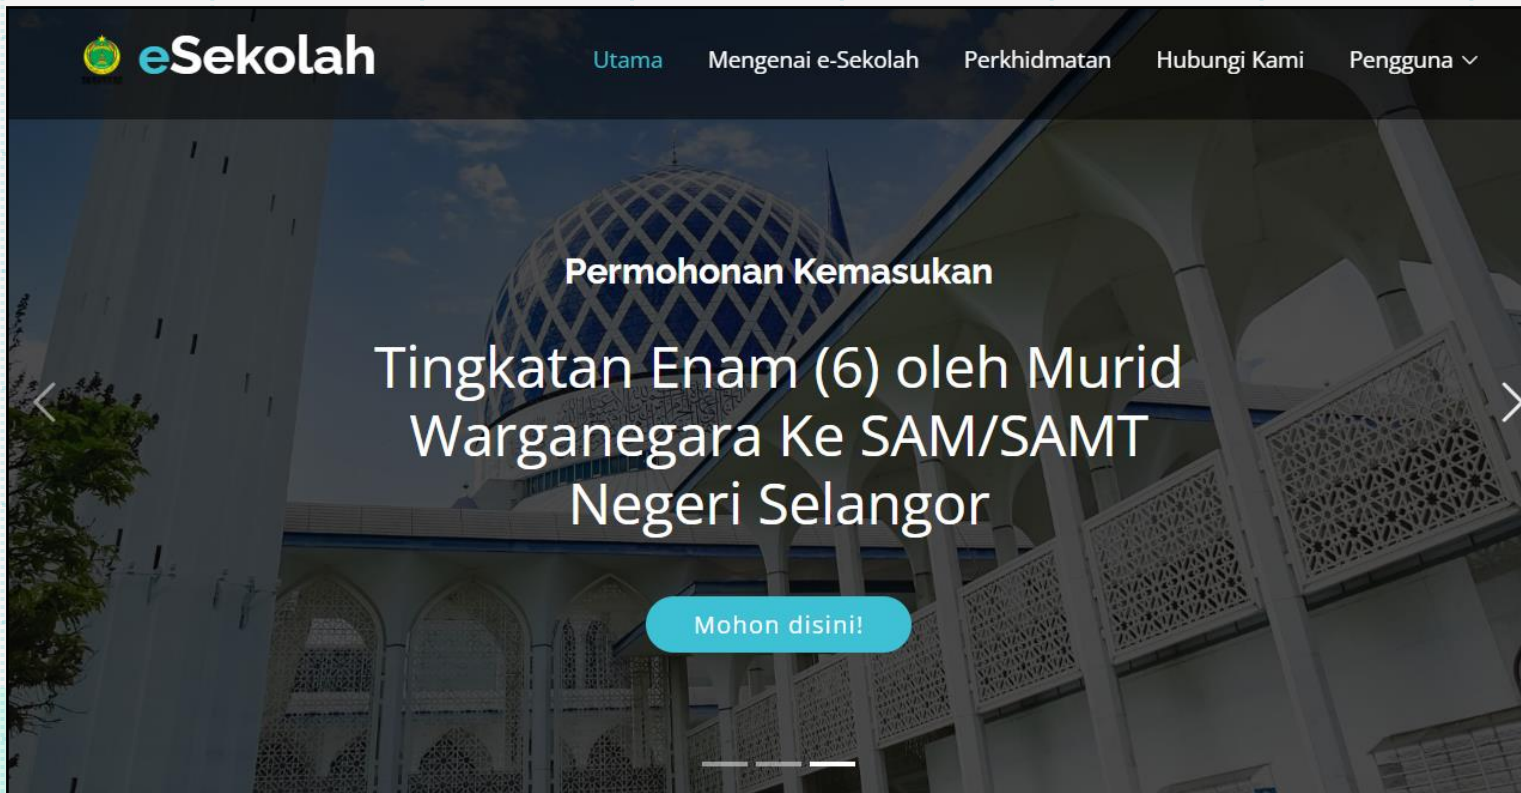 eSekolah
Utama
Mengenai e-Sekolah
Perkhidmatan
Hubungi Kami
Pengguna
Permohonan Kemasukan
Tingkatan Enam (6) oleh Murid
Warganegara Ke SAM/SAMT
Negeri Selangor
Mohon disini!